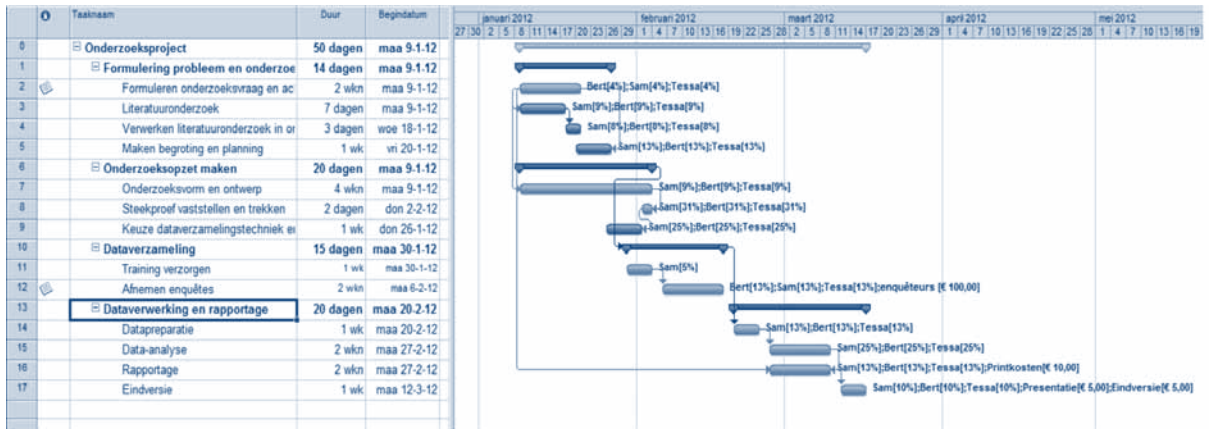 Taaknaam Duur Begindatum januari 2012 februari 2012 maart 2012 april 2012 mei 2012
27 30 2 5 8 11 14 17 20 23 26 29 1 4 7 10 13 16 19 22 25 28 2 5 8 11 14 17 20 23 26 29 1 4 7 10 13 16 19 22 25 28 1 4 7 10 13 16 19
0 Onderzoeksproject 50 dagen maa 9-1-12
1 Formulering probleem en onderzoe 14 dagen maa 9-1-12
2 Formuleren onderzoeksvraag en ac 2 wkn maa 9-1-12 Bert[4%];Sam[4%];Tessa[4%]
3 Literatuuronderzoek 7 dagen maa 9-1-12 Sam[9%];Bert[9%];Tessa[9%]
4 Verwerken literatuuronderzoek in or 3 dagen woe 18-1-12 Sam[8%];Bert[8%];Tessa[8%]
5 Maken begroting en planning 1 wk vri 20-1-12 Sam[13%];Bert[13%];Tessa[13%]
6 Onderzoeksopzet maken 20 dagen maa 9-1-12
7 Onderzoeksvorm en ontwerp 4 wkn maa 9-1-12 Sam[9%];Bert[9%];Tessa[9%]
8 Steekproef vaststellen en trekken 2 dagen don 2-2-12 Sam[31%];Bert[31%];Tessa[31%]
9 Keuze dataverzamelingstechniek en 1 wk don 26-1-12 Sam[25%];Bert[25%];Tessa[25%]
10 Dataverzameling 15 dagen maa 30-1-12
11 Training verzorgen 1 wk maa 30-1-12 Sam[5%]
12 Afnemen enquêtes 2 wkn maa 6-2-12 Bert[13%];Sam[13%];Tessa[13%];enquêteurs [€ 100,00]
13 Dataverwerking en rapportage 20 dagen maa 20-2-12
14 Datapreparatie 1 wk maa 20-2-12 Sam[13%];Bert[13%];Tessa[13%]
15 Data-analyse 2 wkn maa 27-2-12 Sam[25%];Bert[25%];Tessa[25%]
16 Rapportage 2 wkn maa 27-2-12 Sam[13%];Bert[13%];Tessa[13%];Printkosten[€ 10,00]
17 Eindversie 1 wk maa 12-3-12 Sam[10%];Bert[10%];Tessa[10%];Presentatie[€ 5,00];Eindversie[€ 5,00]